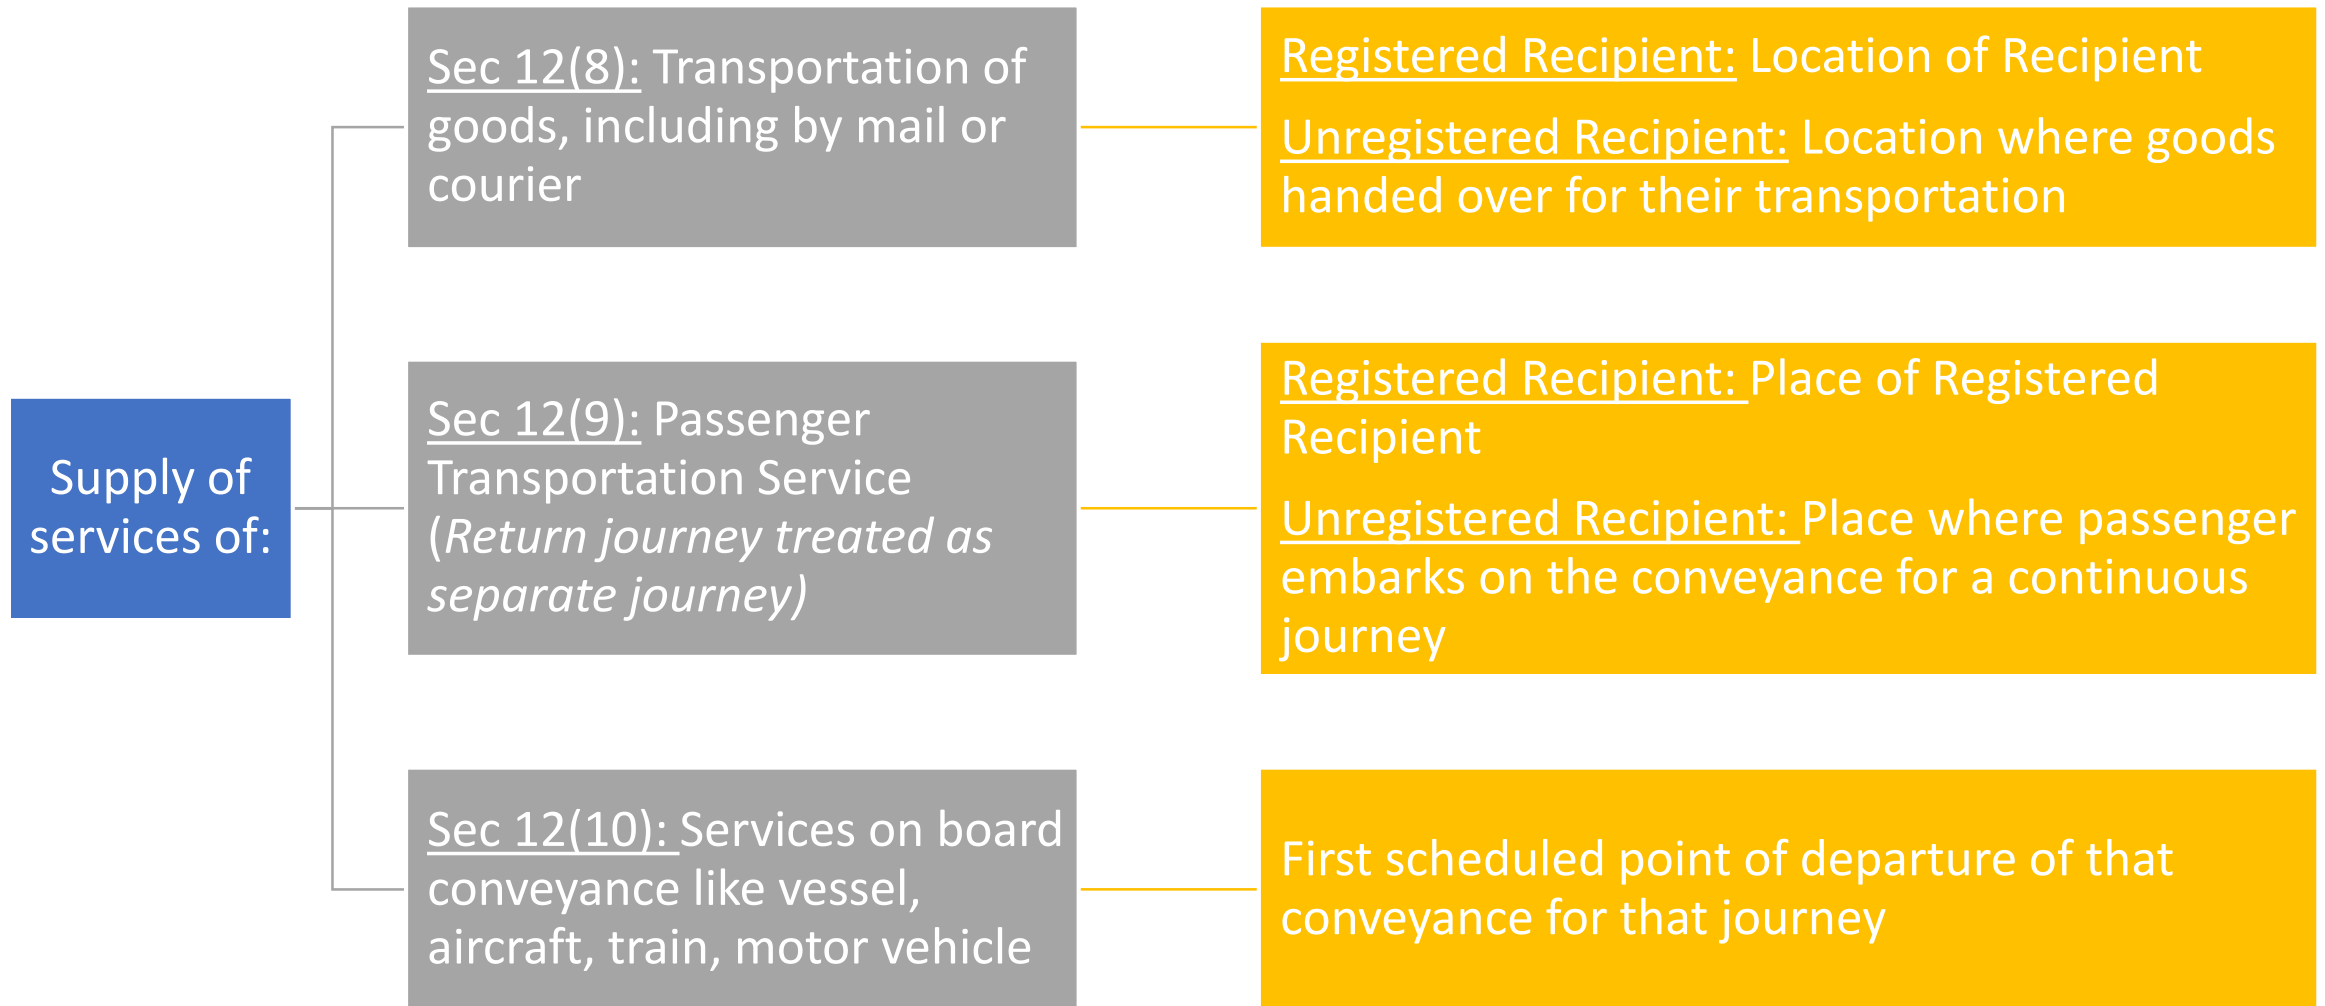 Supply of
services of:
Sec 12(8): Transportation of
goods, including by mail or
courier
Registered Recipient: Location of Recipient
Unregistered Recipient: Location where goods
handed over for their transportation
Sec 12(9): Passenger
Transportation Service
(Return journey treated as
separate journey)
Registered Recipient: Place of Registered
Recipient
Unregistered Recipient: Place where passenger
embarks on the conveyance for a continuous
journey
Sec 12(10): Services on board
conveyance like vessel,
aircraft, train, motor vehicle
First scheduled point of departure of that
conveyance for that journey